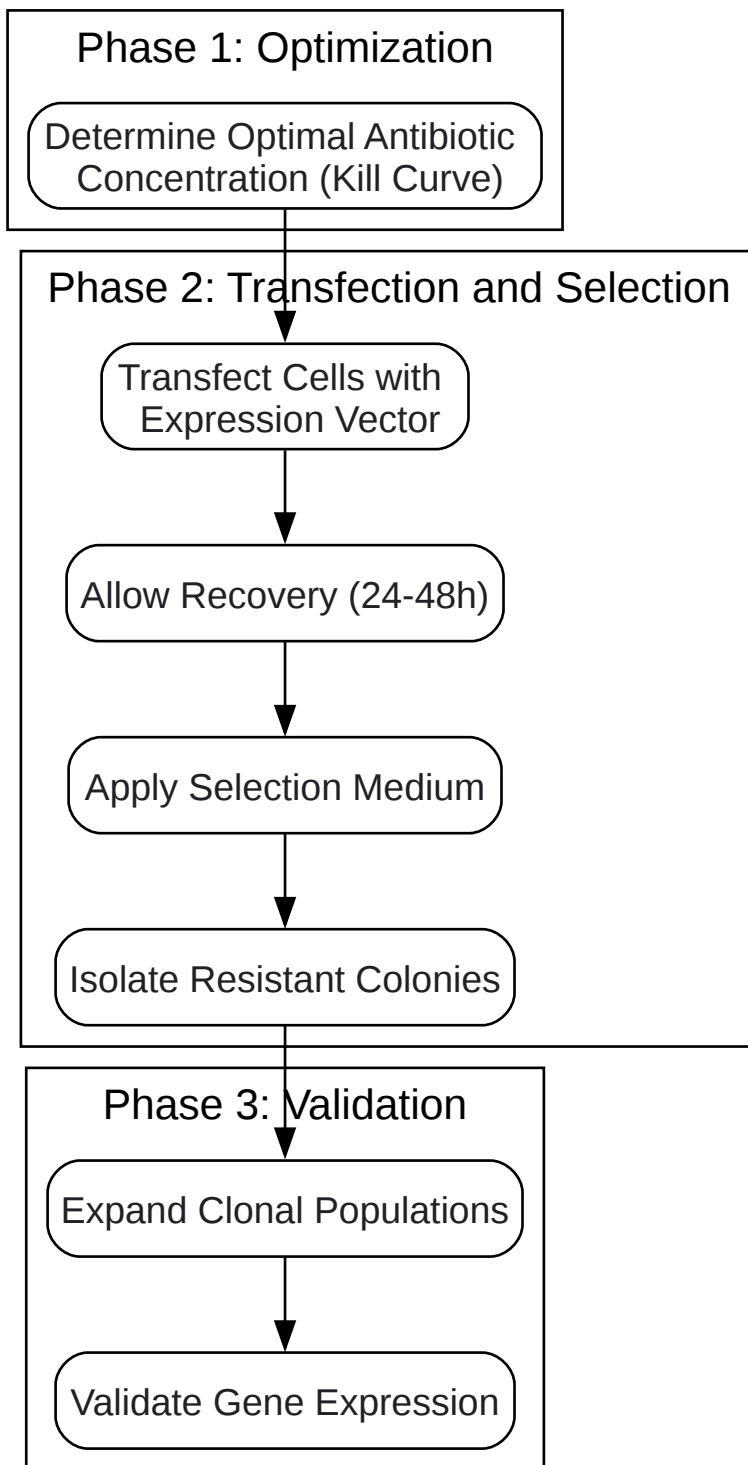 Phase 1: Optimization
Determine Optimal Antibiotic
Concentration (Kill Curve)
Phase 2: Transfection and Selection
Transfect Cells with
Expression Vector
Allow Recovery (24-48h)
Apply Selection Medium
Isolate Resistant Colonies
Phase 3: Validation
Expand Clonal Populations
Validate Gene Expression